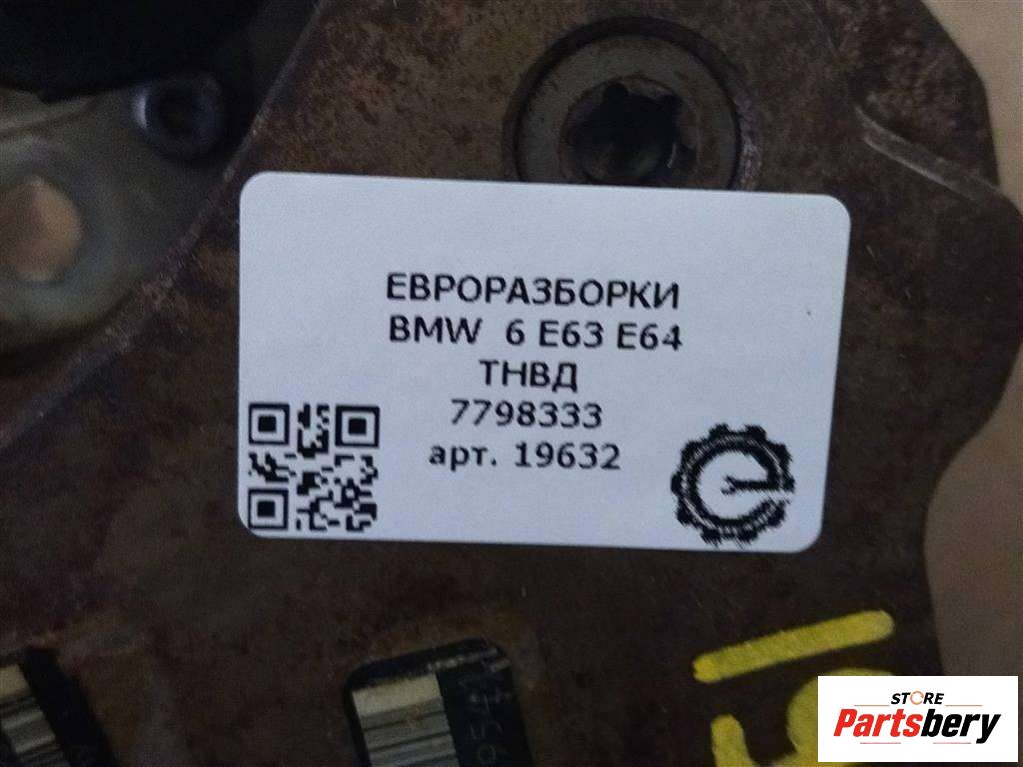 ЕВРОРАЗБОРКИ
BMW 6 E63 E64
ТНВД
7798333
арт. 19632
STORE
Partsbery